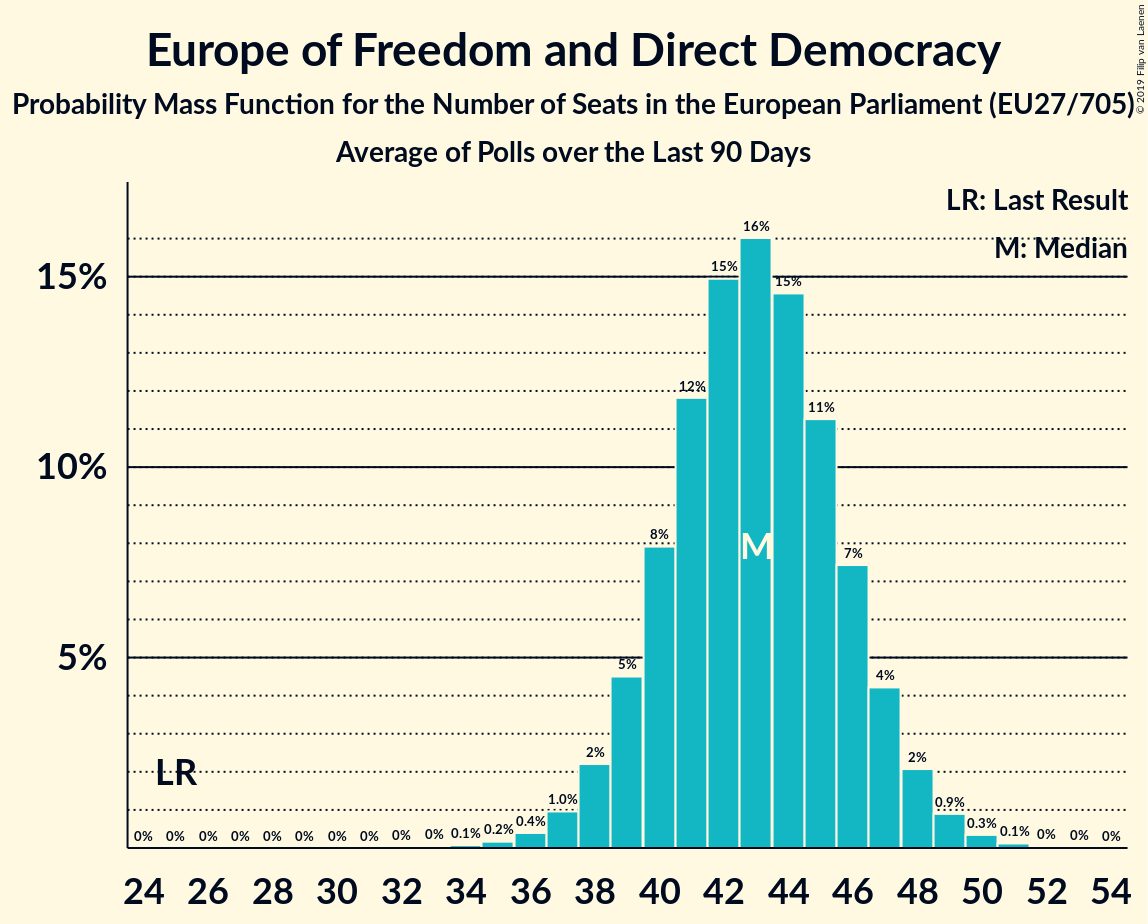 Europe of Freedom and Direct Democracy
Probability Mass Function for the Number of Seats in the European Parliament (EU27/705)
Average of Polls over the Last 90 Days
© 2019 Filip van Laenen
LR: Last Result
M: Median
15%
10%
5%
LR
M
0% 0% 0% 0% 0% 0% 0% 0% 0% 0% 0.1% 0.2% 0.4% 1.0% 2% 5% 8% 12% 15% 16% 15% 11% 7% 4% 2% 0.9% 0.3% 0.1% 0% 0% 0%
24 26 28 30 32 34 36 38 40 42 44 46 48 50 52 54